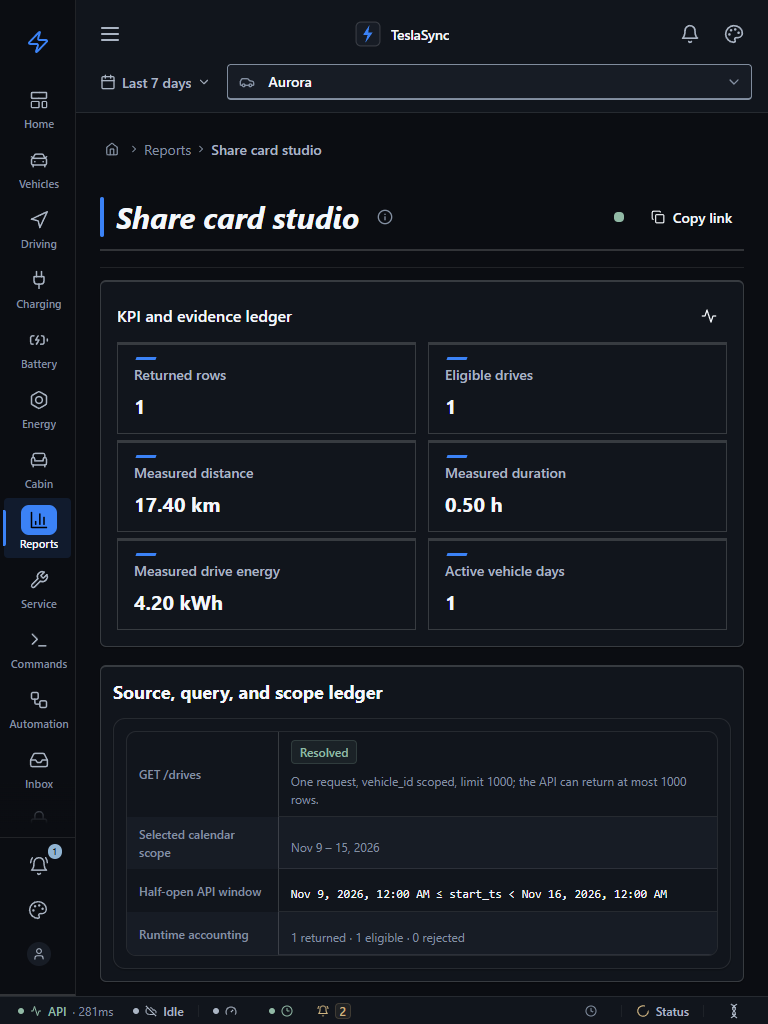 TeslaSync
Last 7 days
Aurora
Home
Vehicles
Driving
Charging
Battery
Energy
Cabin
Reports
Service
Commands
Automation
Inbox
1
Reports
Share card studio
Share card studio
Copy link
KPI and evidence ledger
Returned rows
1
Eligible drives
1
Measured distance
17.40 km
Measured duration
0.50 h
Measured drive energy
4.20 kWh
Active vehicle days
1
Source, query, and scope ledger
GET /drives
Resolved
One request, vehicle_id scoped, limit 1000; the API can return at most 1000
rows.
Selected calendar
scope
Nov 9 – 15, 2026
Half-open API window
Nov 9, 2026, 12:00 AM ≤ start_ts < Nov 16, 2026, 12:00 AM
Runtime accounting
1 returned · 1 eligible · 0 rejected
API · 281ms
Idle
2
Status